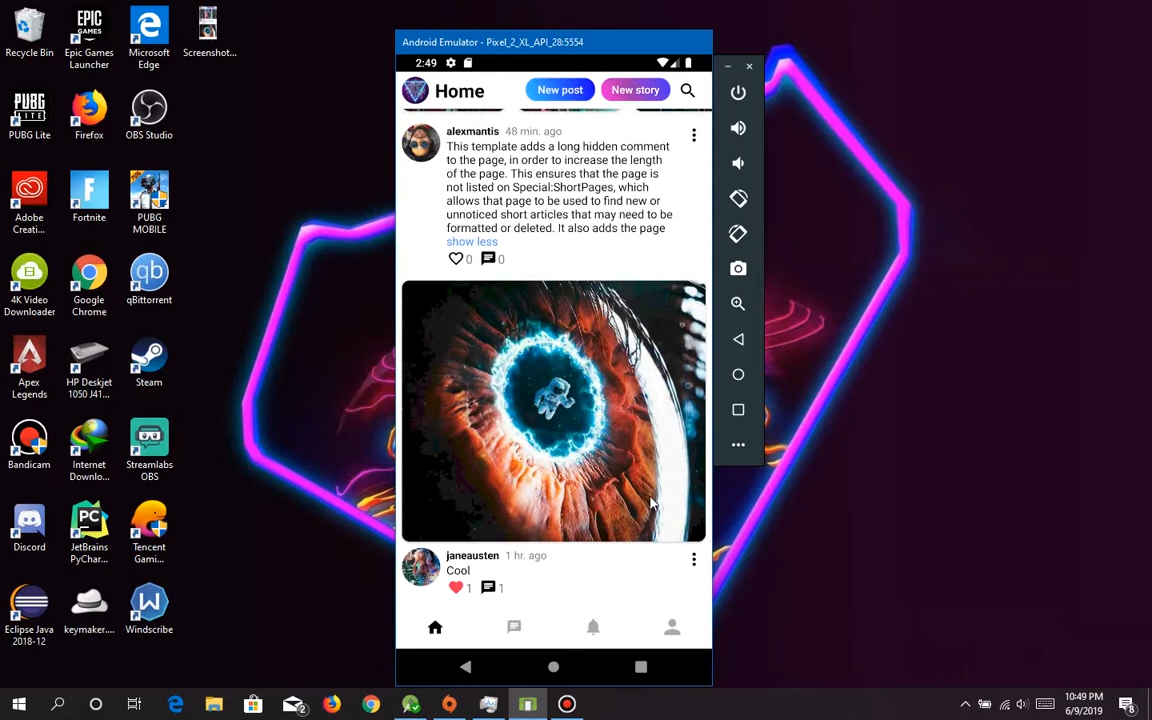 Android Emulator - Pixel_2_XL_API_28:5554
2:49
Home
New post
New story
alexmantis 48 min. ago
This template adds a long hidden comment
to the page, in order to increase the length
of the page. This ensures that the page is
not listed on Special:ShortPages, which
allows that page to be used to find new or
unnoticed short articles that may need to be
formatted or deleted. It also adds the page
show less
0 0
janeausten 1 hr. ago
Cool
1 1
Recycle Bin
Epic Games
Launcher
Microsoft
Edge
Screenshot...
PUBG Lite
Firefox
OBS Studio
Adobe
Creati...
Fortnite
PUBG
MOBILE
4K Video
Downloader
Google
Chrome
qBittorrent
Apex
Legends
HP Deskjet
1050 J41...
Steam
Bandicam
Internet
Downlo...
Streamlabs
OBS
Discord
JetBrains
PyChar...
Tencent
Gami...
Eclipse Java
2018-12
keymaker....
Windscribe
2
10:49 PM
6/9/2019
8